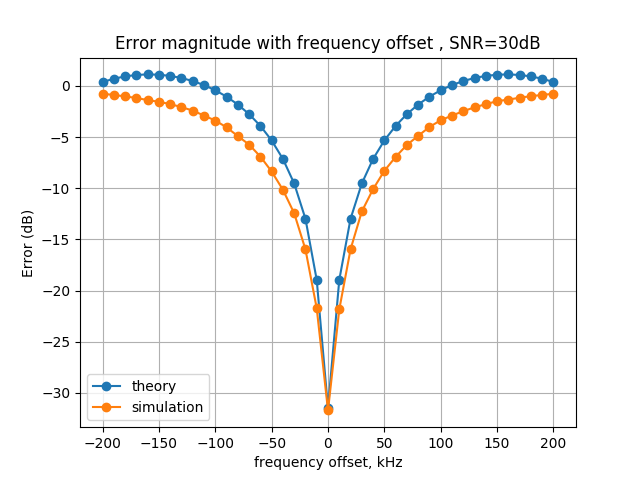 Error magnitude with frequency offset , SNR=30dB
0
−5
−10
−15
−20
−25
−30
Error (dB)
theory
simulation
−200 −150 −100 −50 0 50 100 150 200
frequency offset, kHz